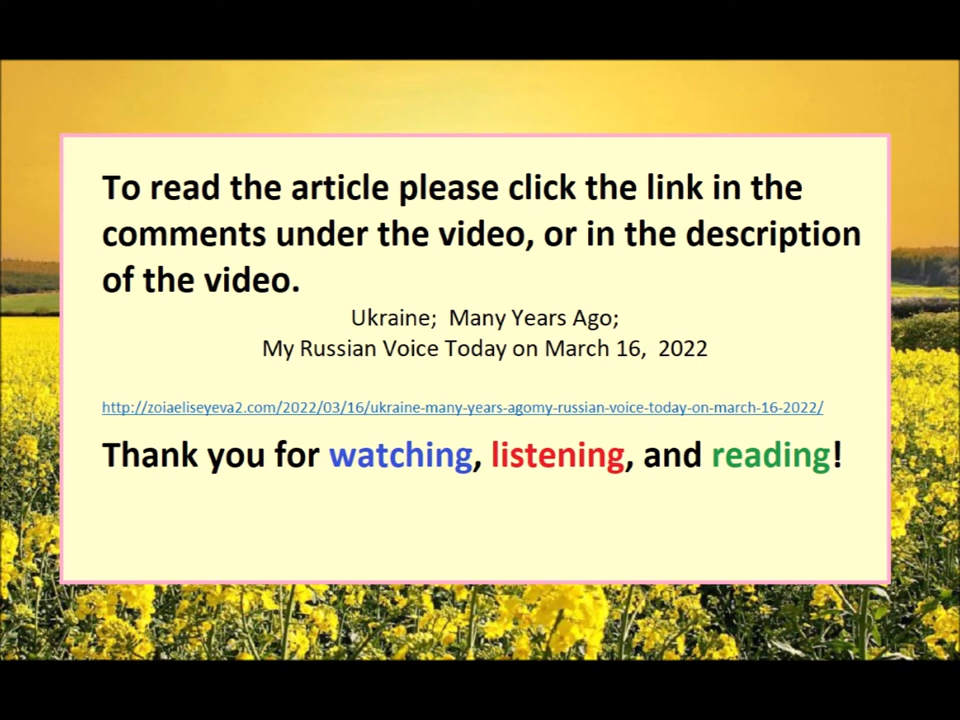 To read the article please click the link in the
comments under the video, or in the description
of the video.
Ukraine;  Many Years Ago;
My Russian Voice Today on March 16,  2022
http://zoiaeliseyeva2.com/2022/03/16/ukraine-many-years-agomy-russian-voice-today-on-march-16-2022/
Thank you for watching, listening, and reading!